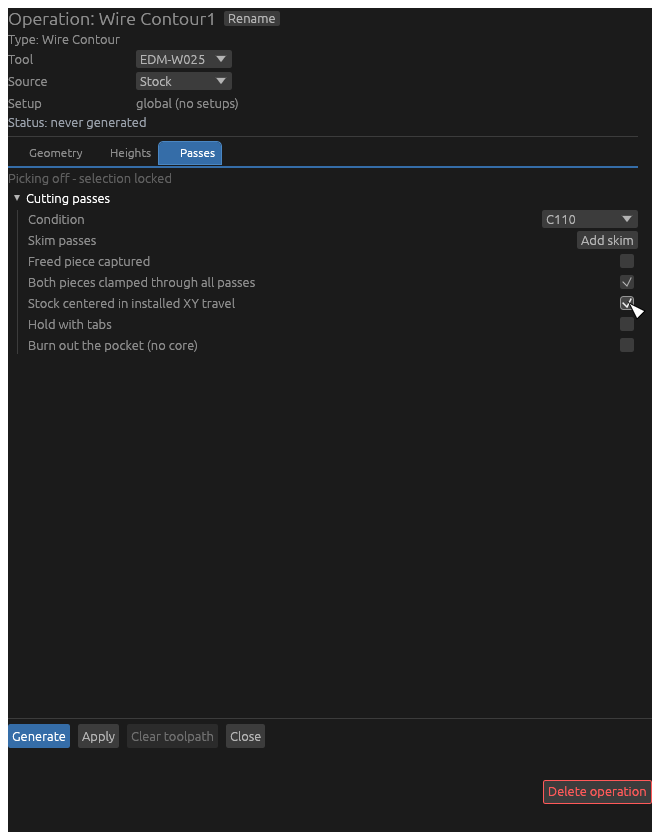 Operation: Wire Contour1 Rename
Type: Wire Contour
Tool EDM-W025
Source Stock
Setup global (no setups)
Status: never generated
Geometry Heights Passes
Picking off - selection locked
Cutting passes
Condition C110
Skim passes Add skim
Freed piece captured
Both pieces clamped through all passes
Stock centered in installed XY travel
Hold with tabs
Burn out the pocket (no core)
Generate Apply Clear toolpath Close
Delete operation